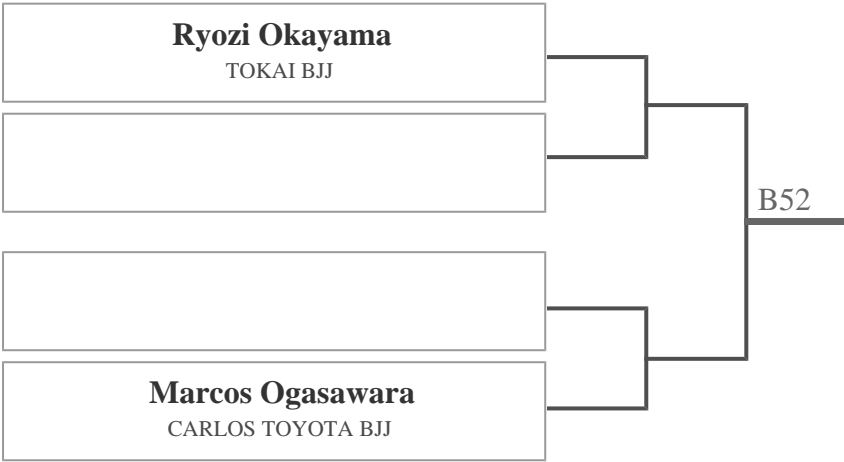 Ryozi Okayama
TOKAI BJJ
B52
Marcos Ogasawara
CARLOS TOYOTA BJJ